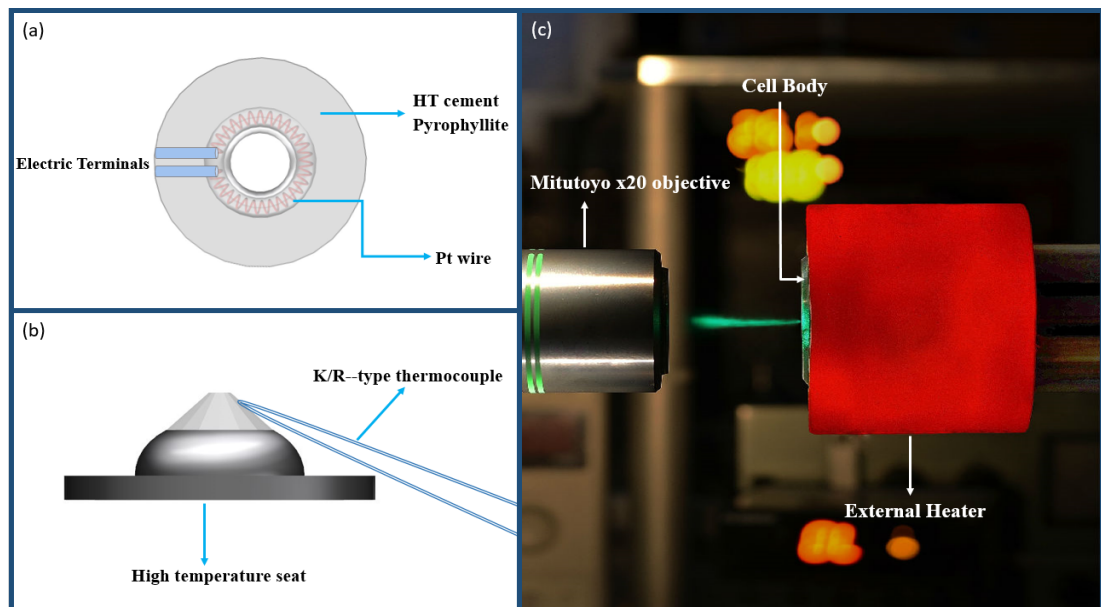 (a)
HT cement
Pyrophyllite
Electric Terminals
Pt wire
(b)
K/R--type thermocouple
High temperature seat
(c)
Cell Body
Mitutoyo x20 objective
External Heater